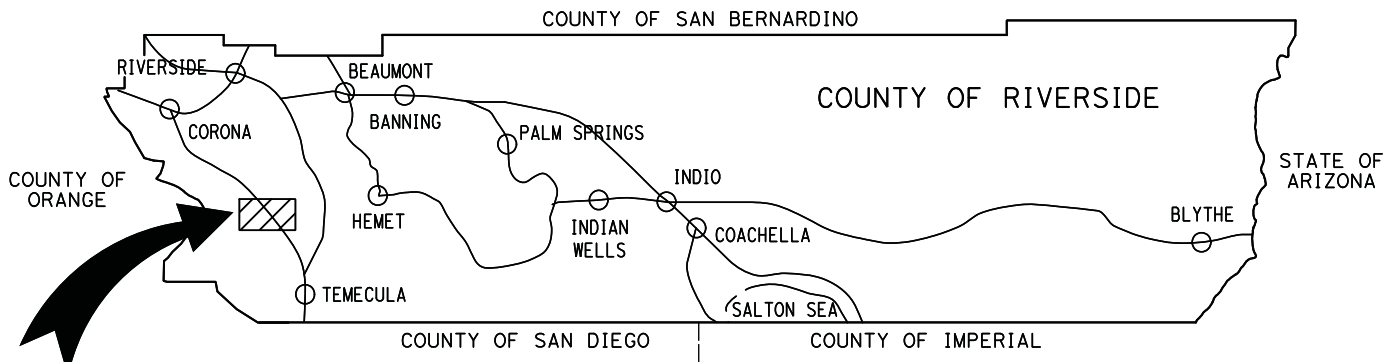 COUNTY OF SAN BERNARDINO
RIVERSIDE
BEAUMONT
COUNTY OF RIVERSIDE
CORONA
BANNING
PALM SPRINGS
STATE OF
ARIZONA
COUNTY OF
ORANGE
INDIO
HEMET
INDIAN
WELLS
COACHELLA
BLYTHE
TEMECULA
SALTON SEA
COUNTY OF SAN DIEGO
COUNTY OF IMPERIAL